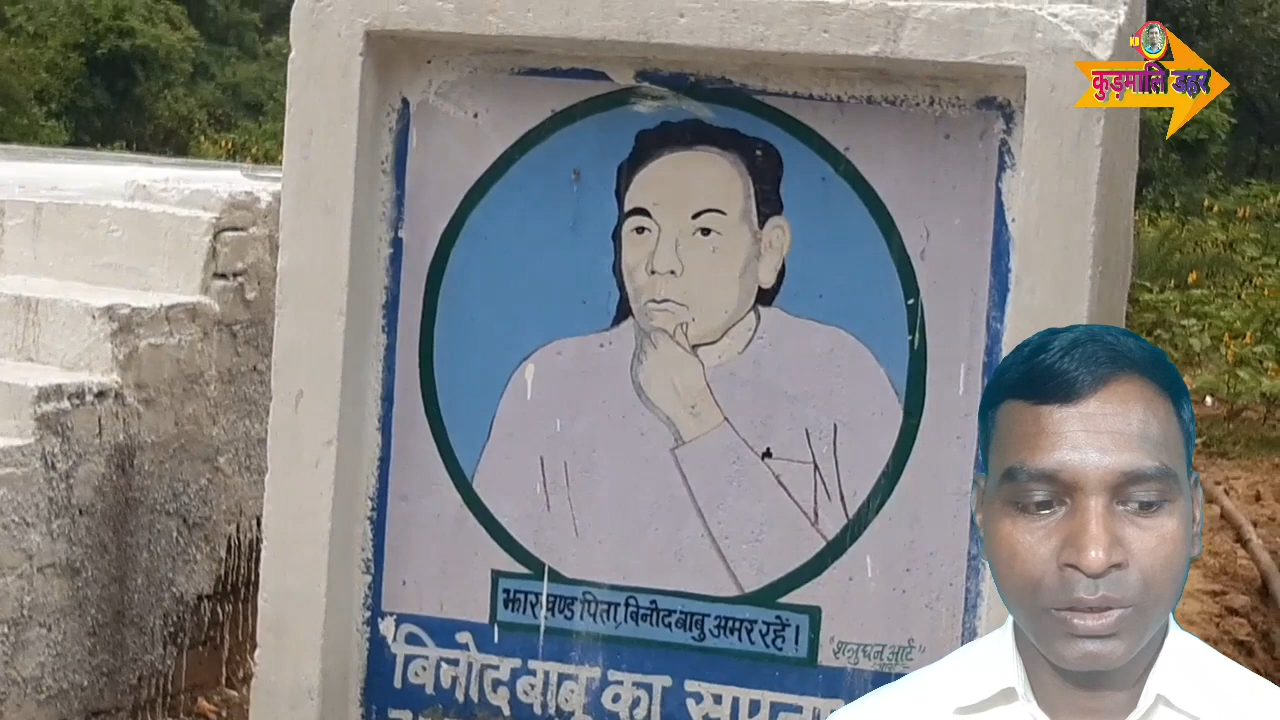 कुड़मालि डहर
झारखण्ड पिता, बिनोद बाबु अमर रहें!
"शत्रुघन आर्ट"
बिनोद बाबु का सपना